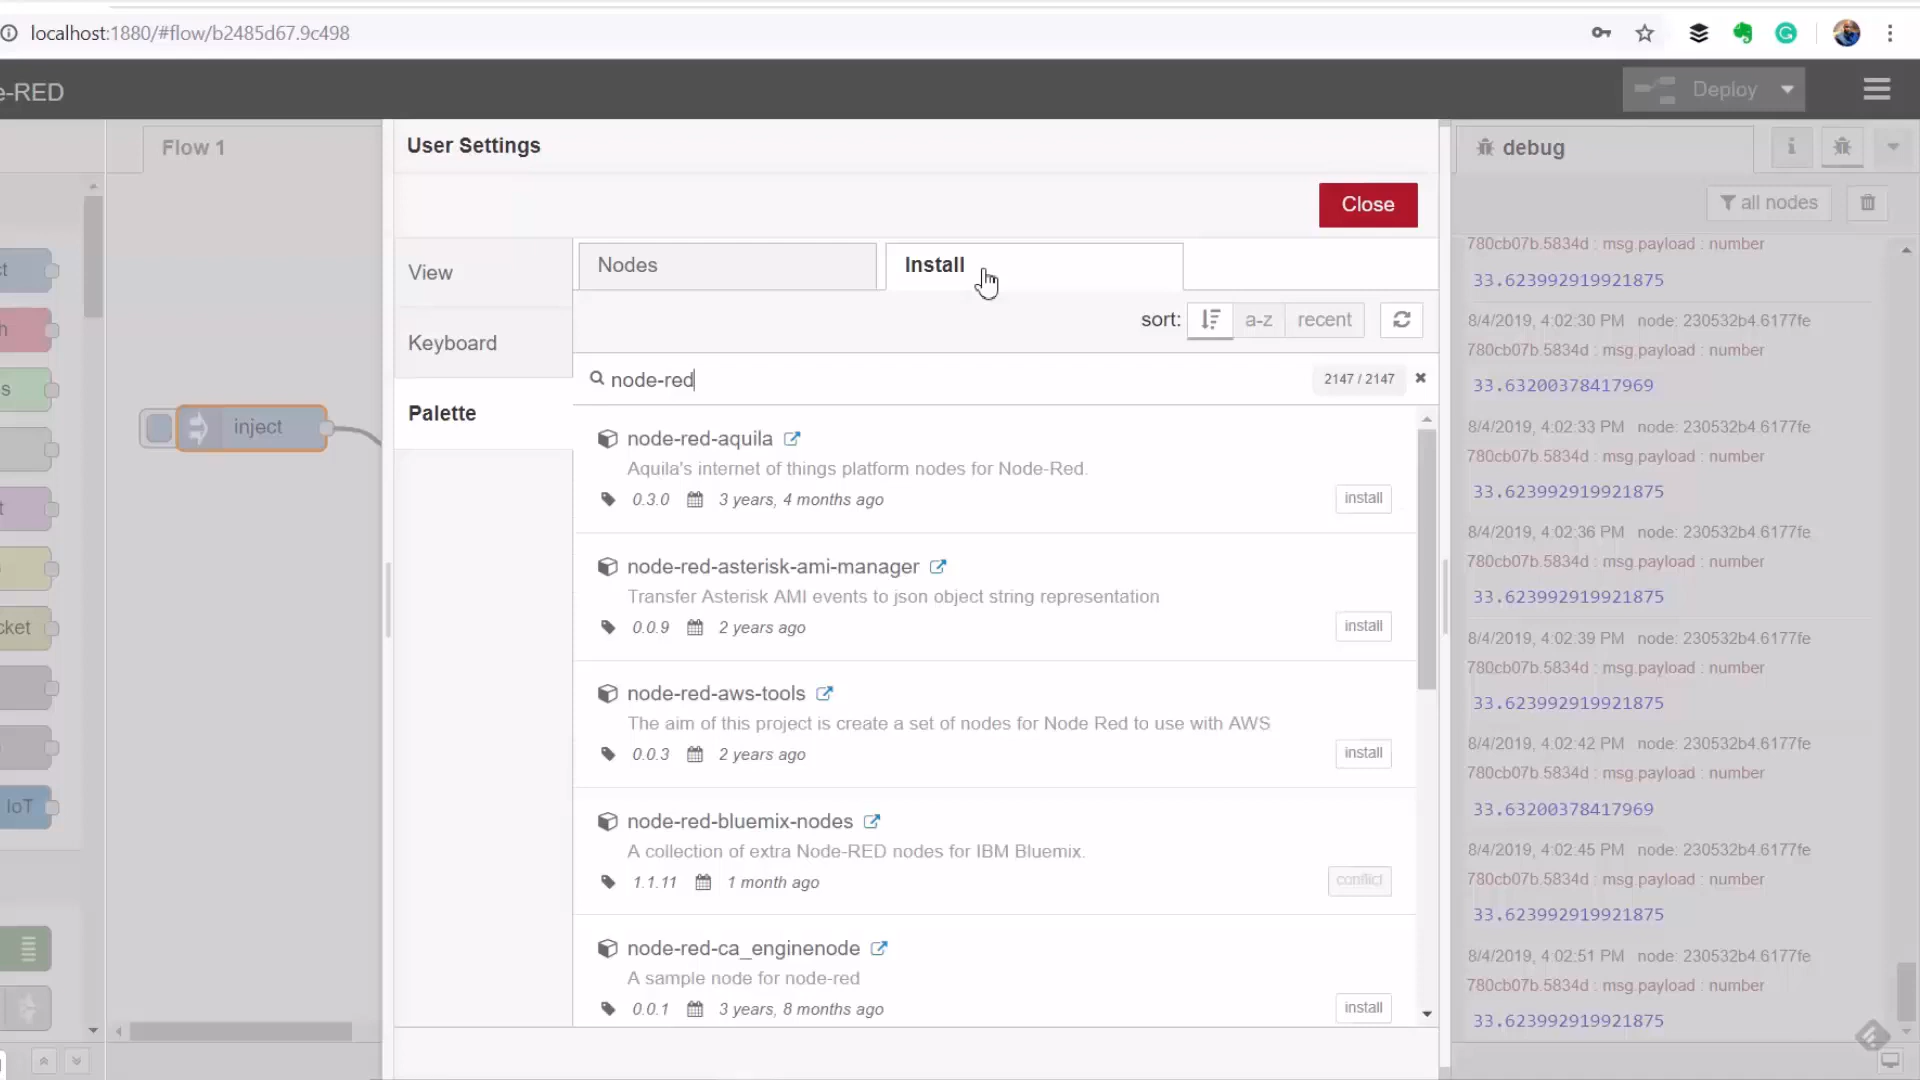 localhost:1880/#flow/b2485d67.9c498
e-RED
Deploy
Flow 1
User Settings
debug
Close
all nodes
View
Keyboard
Palette
Nodes
Install
sort:
a-z
recent
node-red
2147 / 2147
inject
node-red-aquila
Aquila's internet of things platform nodes for Node-Red.
0.3.0 3 years, 4 months ago
install
node-red-asterisk-ami-manager
Transfer Asterisk AMI events to json object string representation
0.0.9 2 years ago
install
node-red-aws-tools
The aim of this project is create a set of nodes for Node Red to use with AWS
0.0.3 2 years ago
install
node-red-bluemix-nodes
A collection of extra Node-RED nodes for IBM Bluemix.
1.1.11 1 month ago
conflict
node-red-ca_enginenode
A sample node for node-red
0.0.1 3 years, 8 months ago
install
ct
h
s
t
cket
IoT
780cb07b.5834d : msg.payload : number
33.623992919921875
8/4/2019, 4:02:30 PM node: 230532b4.6177fe
780cb07b.5834d : msg.payload : number
33.63200378417969
8/4/2019, 4:02:33 PM node: 230532b4.6177fe
780cb07b.5834d : msg.payload : number
33.623992919921875
8/4/2019, 4:02:36 PM node: 230532b4.6177fe
780cb07b.5834d : msg.payload : number
33.623992919921875
8/4/2019, 4:02:39 PM node: 230532b4.6177fe
780cb07b.5834d : msg.payload : number
33.623992919921875
8/4/2019, 4:02:42 PM node: 230532b4.6177fe
780cb07b.5834d : msg.payload : number
33.63200378417969
8/4/2019, 4:02:45 PM node: 230532b4.6177fe
780cb07b.5834d : msg.payload : number
33.623992919921875
8/4/2019, 4:02:51 PM node: 230532b4.6177fe
780cb07b.5834d : msg.payload : number
33.623992919921875